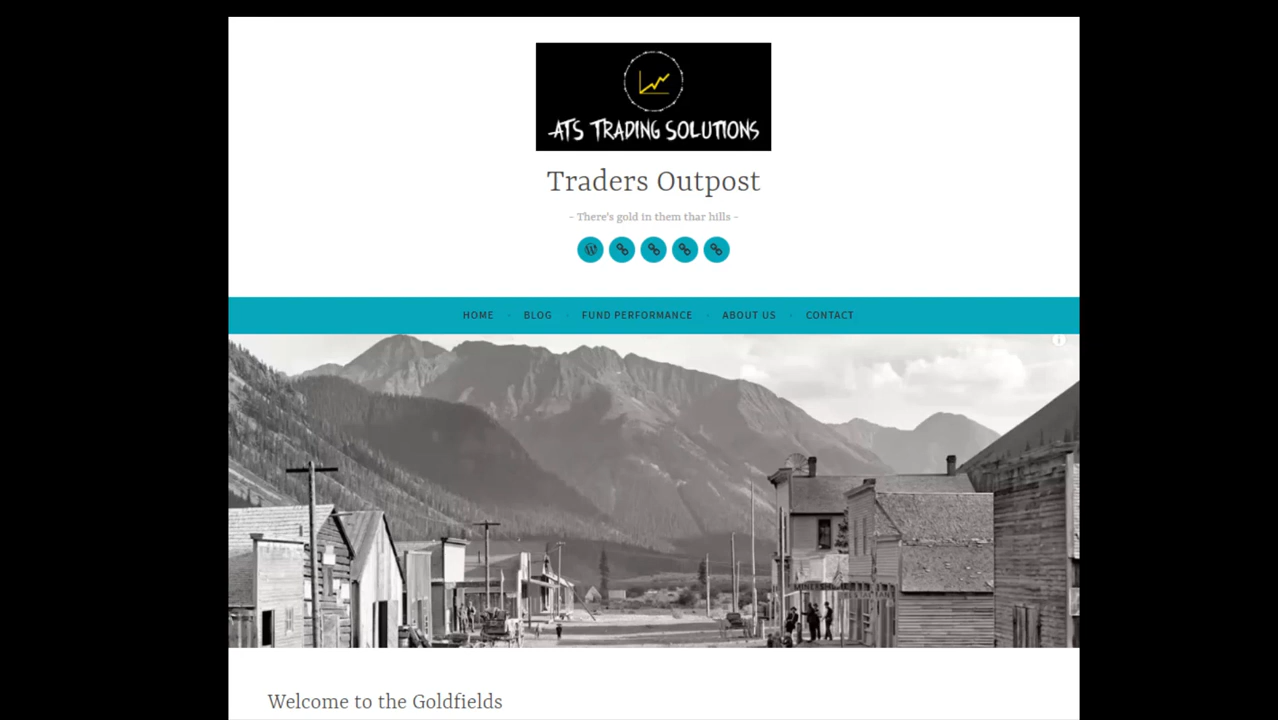 ATS TRADING SOLUTIONS
Traders Outpost
- There's gold in them thar hills -
HOME · BLOG · FUND PERFORMANCE · ABOUT US · CONTACT
Welcome to the Goldfields